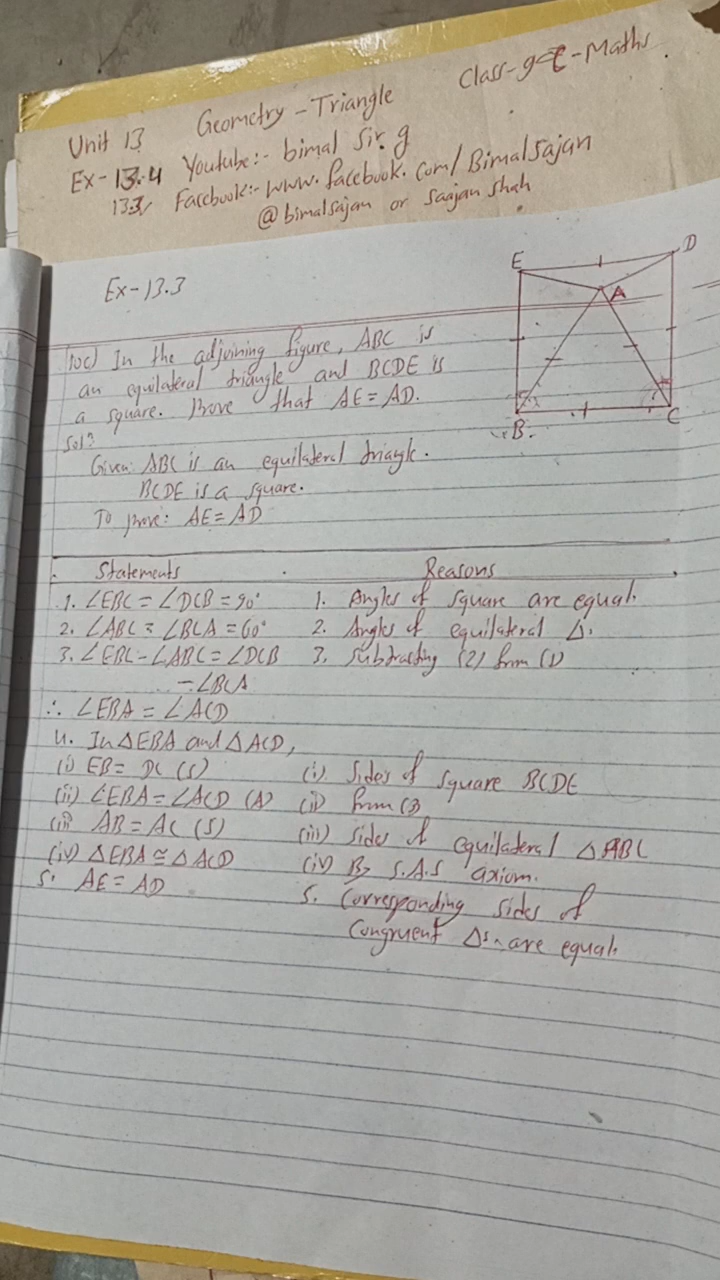 Unit 13 Geometry - Triangle Class - 9 - Maths
Ex - 13.4 Youtube:- bimal Sir g
13.3 Facebook:- www.facebook.com/Bimalsajan
@bimalsajan or Saajan Shah
Ex-13.3
E
D
A
B
C
10c) In the adjoining figure, ABC is
an equilateral triangle and BCDE is
a square. Prove that AE = AD.
Sol?
Given: ABC is an equilateral triangle.
BCDE is a square.
To prove: AE = AD
Statements Reasons
1. ∠EBC = ∠DCB = 90° 1. Angles of square are equal.
2. ∠ABC = ∠BCA = 60° 2. Angles of equilateral Δ.
3. ∠EBC - ∠ABC = ∠DCB 3. Subtracting (2) from (1)
- ∠BCA
∴ ∠EBA = ∠ACD
4. In ΔEBA and ΔACD,
(i) EB = DC (S) (i) Sides of square BCDE
(ii) ∠EBA = ∠ACD (A) (ii) from (3)
(iii) AB = AC (S) (iii) Sides of equilateral ΔABC
(iv) ΔEBA ≅ ΔACD (iv) By S.A.S axiom.
5. AE = AD 5. Corresponding sides of
Congruent Δs are equal.